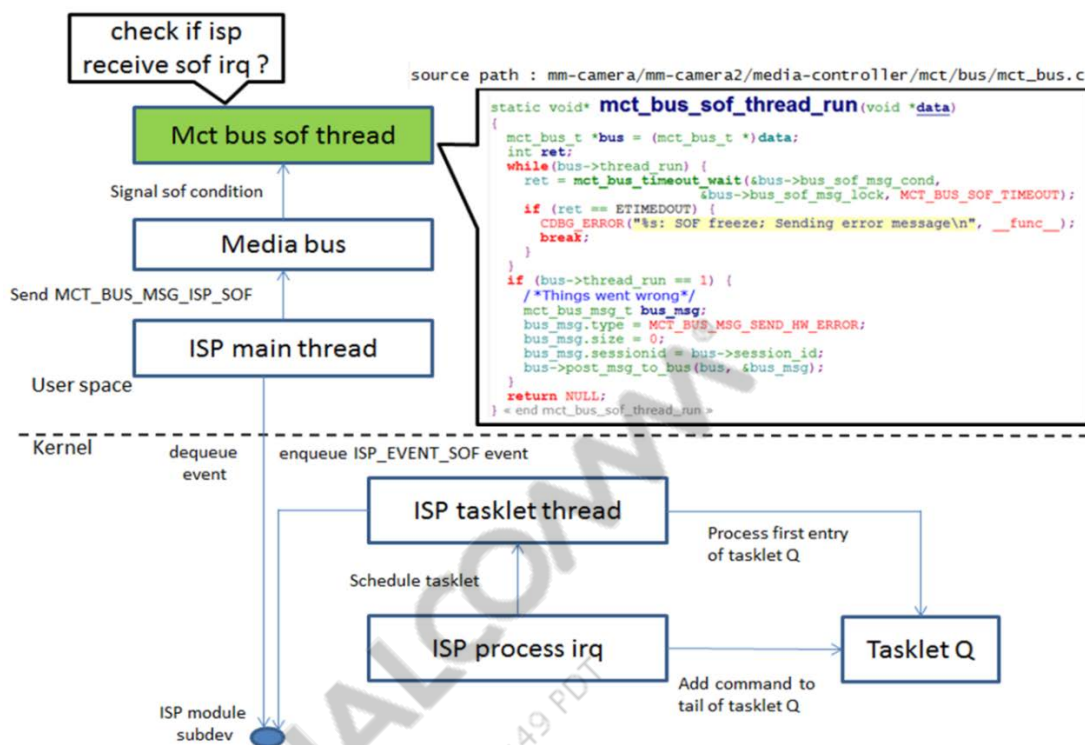 check if isp
receive sof irq ?
source path : mm-camera/mm-camera2/media-controller/mct/bus/mct_bus.c
Mct bus sof thread
static void* mct_bus_sof_thread_run(void *data)
{
mct_bus_t *bus = (mct_bus_t *)data;
int ret;
while(bus->thread_run) {
ret = mct_bus_timeout_wait(&bus->bus_sof_msg_cond,
&bus->bus_sof_msg_lock, MCT_BUS_SOF_TIMEOUT);
if (ret == ETIMEDOUT) {
CDBG_ERROR("%s: SOF freeze; Sending error message\n", __func__);
break;
}
}
if (bus->thread_run == 1) {
/*Things went wrong*/
mct_bus_msg_t bus_msg;
bus_msg.type = MCT_BUS_MSG_SEND_HW_ERROR;
bus_msg.size = 0;
bus_msg.sessionid = bus->session_id;
bus->post_msg_to_bus(bus, &bus_msg);
}
return NULL;
} « end mct_bus_sof_thread_run »
Signal sof condition
Media bus
Send MCT_BUS_MSG_ISP_SOF
ISP main thread
User space
Kernel
dequeue
event
enqueue ISP_EVENT_SOF event
ISP tasklet thread
Process first entry
of tasklet Q
Schedule tasklet
ISP process irq
Tasklet Q
Add command to
tail of tasklet Q
ISP module
subdev
ALCOMM
49 PDT